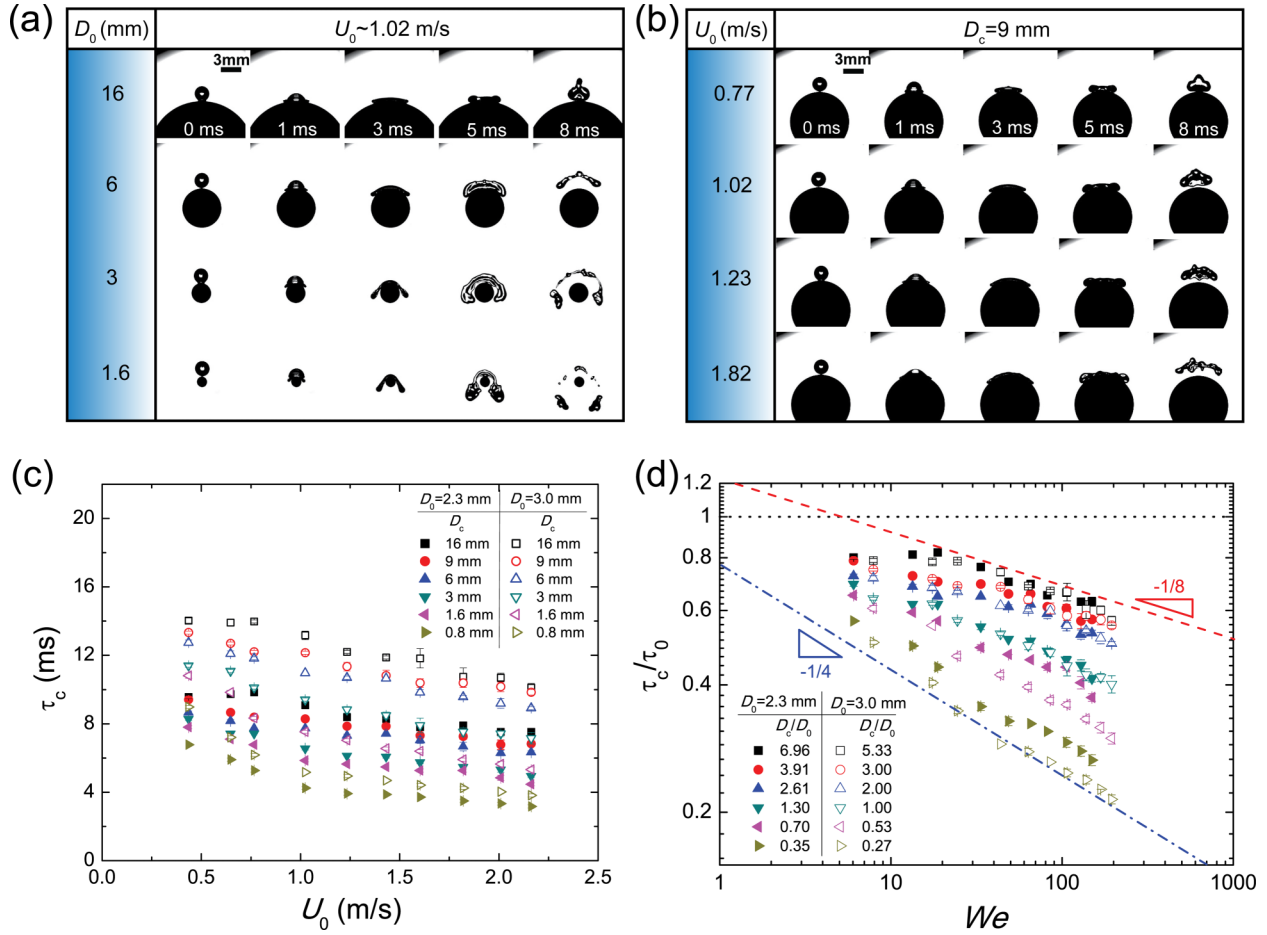 (a)
D₀ (mm) U₀~1.02 m/s
3mm
16
0 ms 1 ms 3 ms 5 ms 8 ms
6
3
1.6
(b)
U₀ (m/s) D꜀=9 mm
3mm
0.77
0 ms 1 ms 3 ms 5 ms 8 ms
1.02
1.23
1.82
(c)
τ꜀ (ms)
20
16
12
8
4
0
0.0 0.5 1.0 1.5 2.0 2.5
U₀ (m/s)
D₀=2.3 mm D₀=3.0 mm
D꜀ D꜀
16 mm 16 mm
9 mm 9 mm
6 mm 6 mm
3 mm 3 mm
1.6 mm 1.6 mm
0.8 mm 0.8 mm
(d)
τ꜀/τ₀
1.2
1
0.8
0.6
0.4
0.2
-1/8
-1/4
D₀=2.3 mm D₀=3.0 mm
D꜀/D₀ D꜀/D₀
6.96 5.33
3.91 3.00
2.61 2.00
1.30 1.00
0.70 0.53
0.35 0.27
1 10 100 1000
We